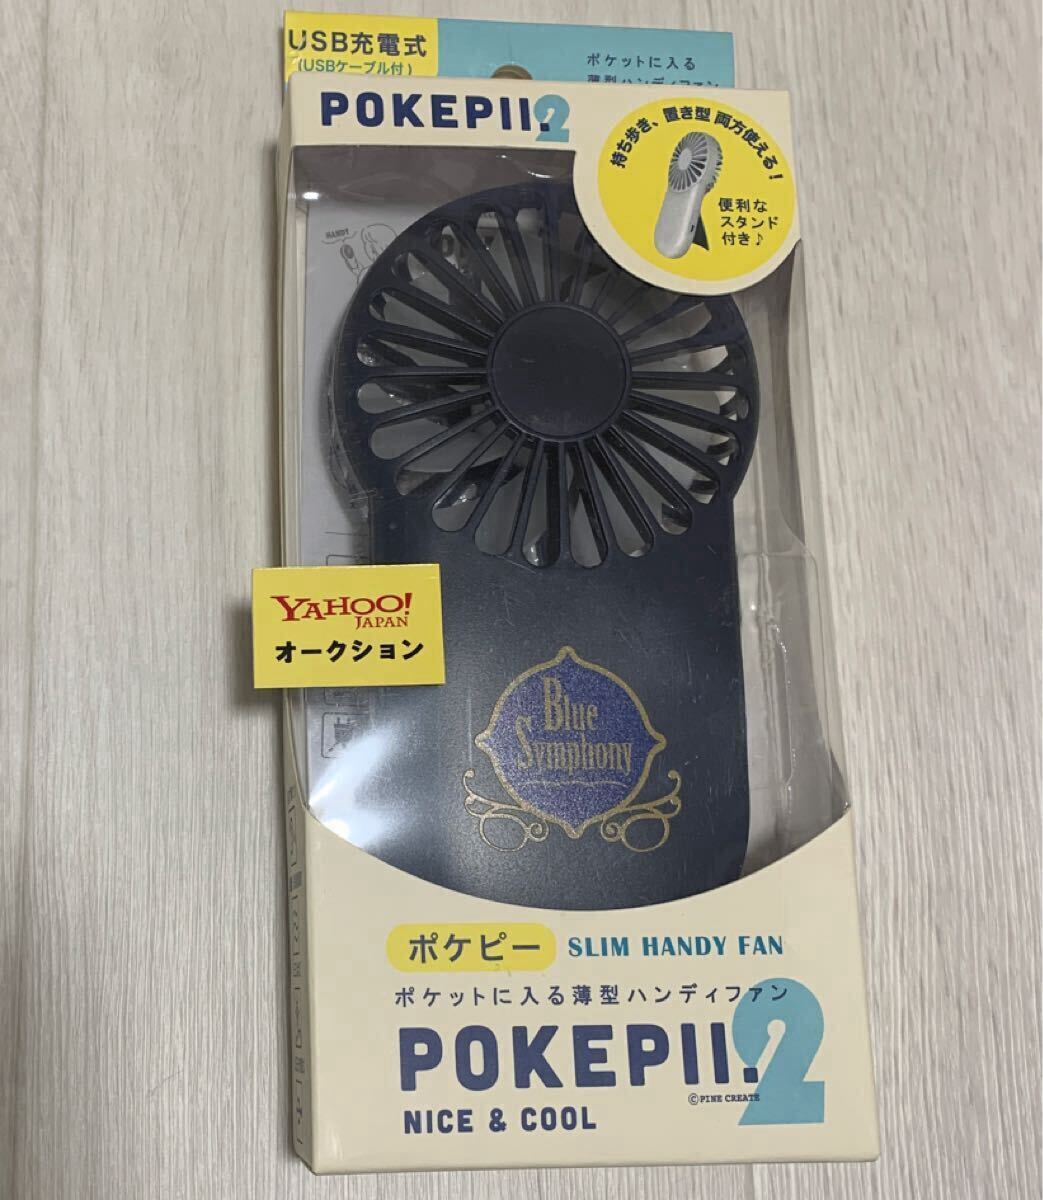 USB充電式
(USBケーブル付)
ポケットに入る
薄型ハンディファン
POKEPII.2
持ち歩き、置き型 両方使える!
便利な
スタンド
付き♪
HANDY
YAHOO!
JAPAN
オークション
Blue
Symphony
ポケピー SLIM HANDY FAN
ポケットに入る薄型ハンディファン
POKEPII.2
©PINE CREATE
NICE & COOL